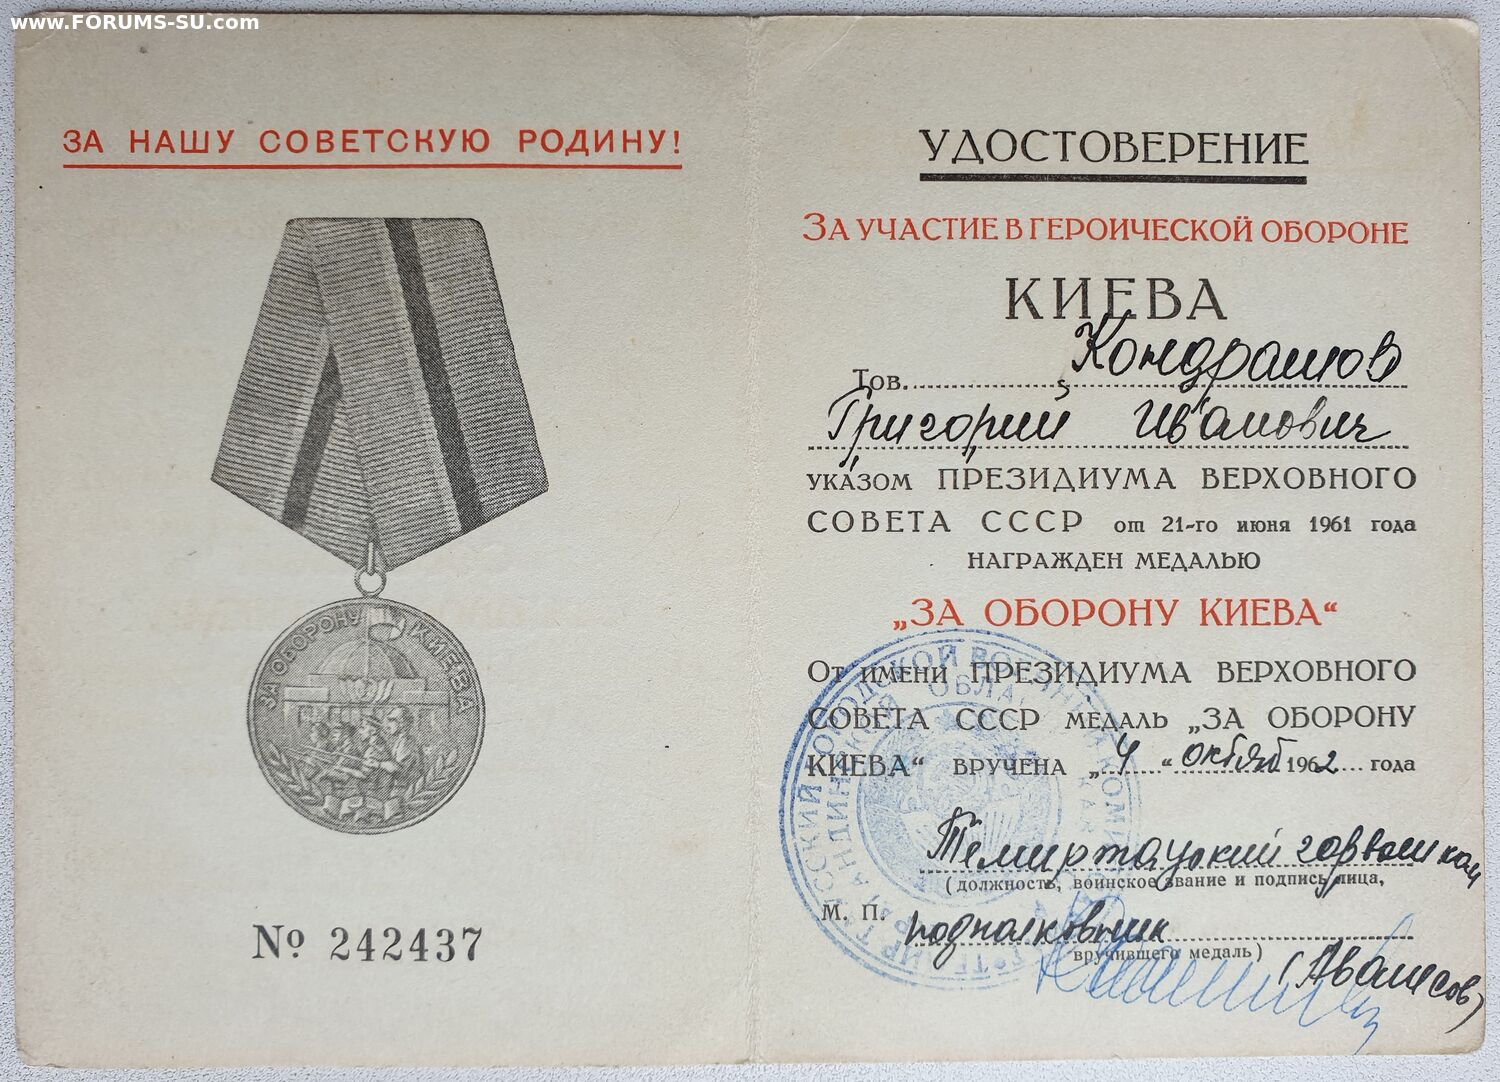 www.FORUMS-SU.com
ЗА НАШУ СОВЕТСКУЮ РОДИНУ!
ЗА ОБОРОНУ КИЕВА
№ 242437
УДОСТОВЕРЕНИЕ
ЗА УЧАСТИЕ В ГЕРОИЧЕСКОЙ ОБОРОНЕ
КИЕВА
Тов. Кондрашов
Григорий Иванович
УКАЗОМ ПРЕЗИДИУМА ВЕРХОВНОГО
СОВЕТА СССР от 21-го июня 1961 года
НАГРАЖДЕН МЕДАЛЬЮ
„ЗА ОБОРОНУ КИЕВА“
От имени ПРЕЗИДИУМА ВЕРХОВНОГО
СОВЕТА СССР МЕДАЛЬ „ЗА ОБОРОНУ
КИЕВА“ ВРУЧЕНА „4“ октяб 1962 года
Темиртауский горвоенком
(должность, воинское звание и подпись лица,
М. П. подполковник
вручившего медаль)
(Аванесов)